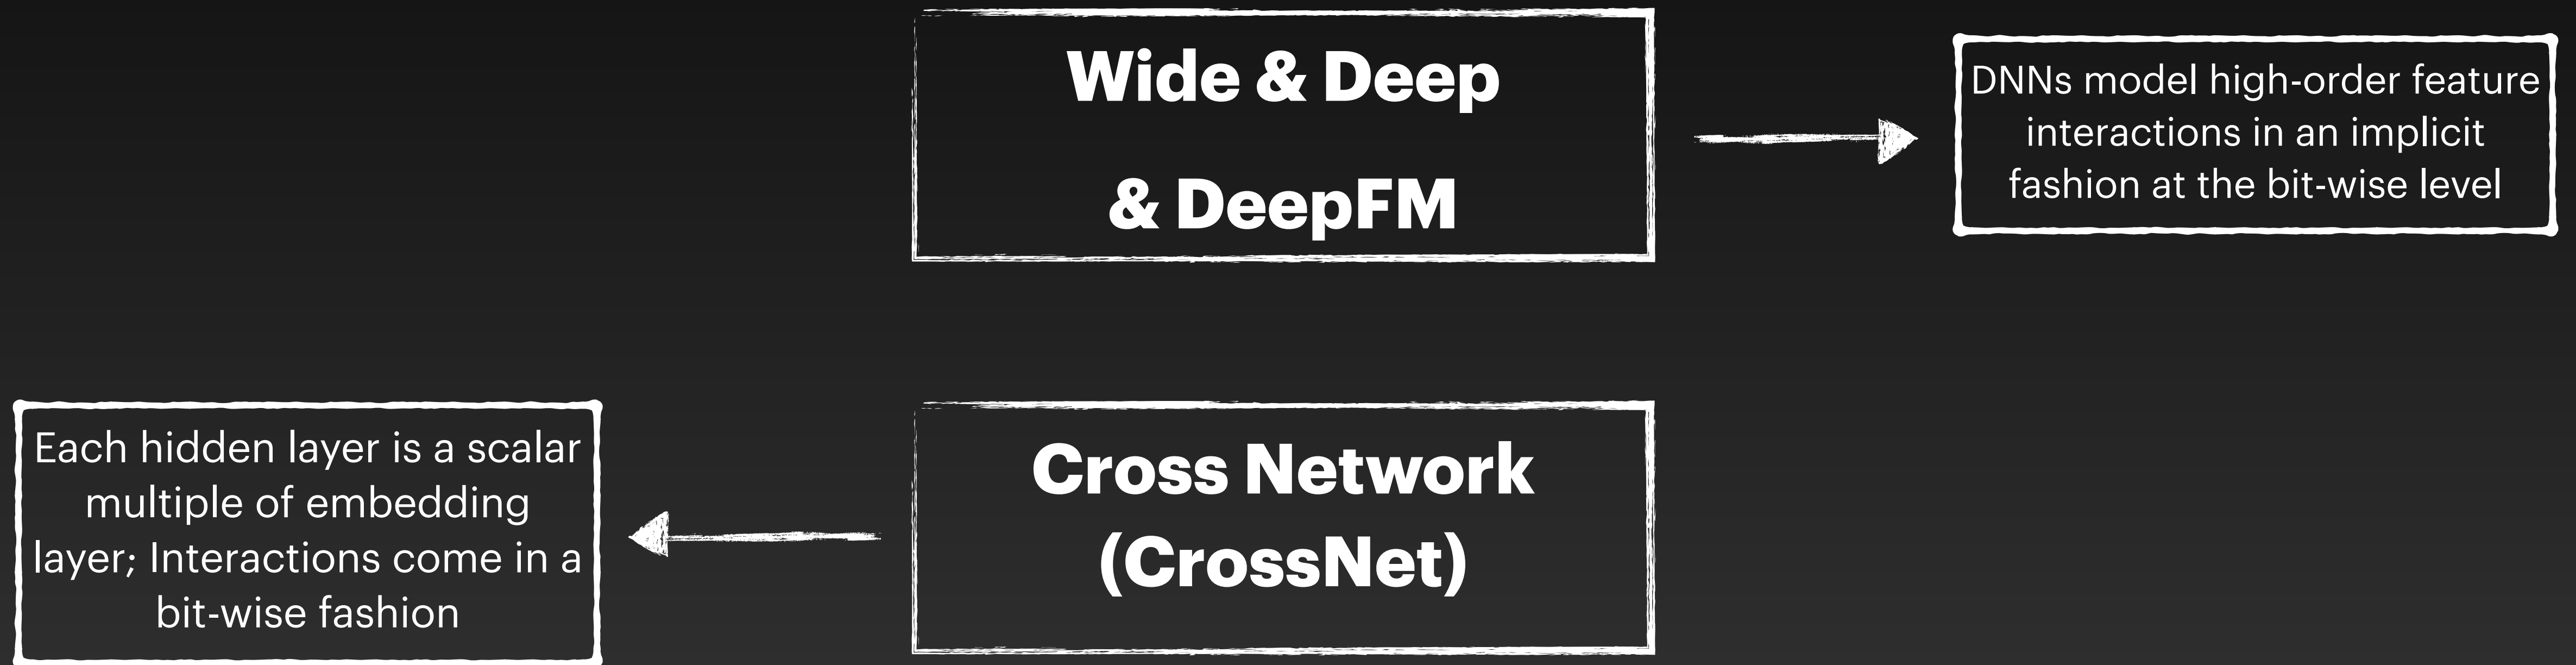 Wide & Deep
& DeepFM
DNNs model high-order feature
interactions in an implicit
fashion at the bit-wise level
Each hidden layer is a scalar
multiple of embedding
layer; Interactions come in a
bit-wise fashion
Cross Network
(CrossNet)